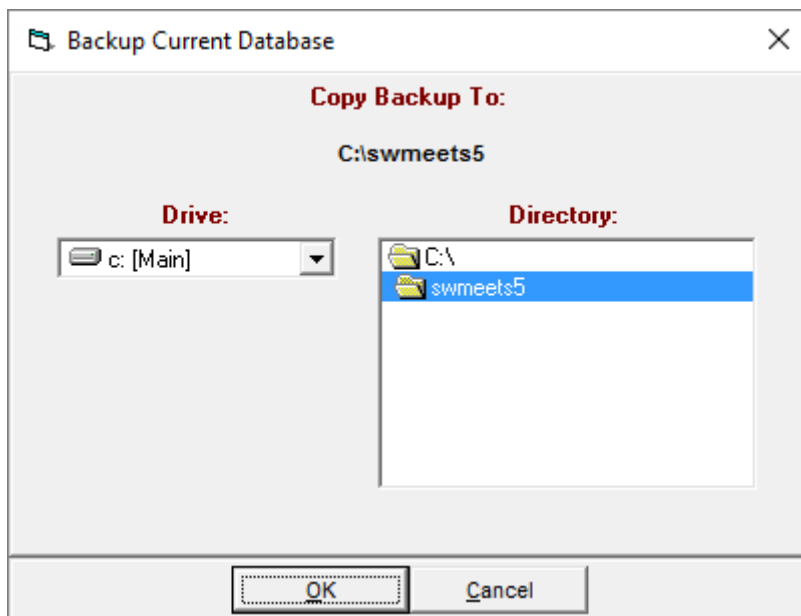 Backup Current Database
Copy Backup To:
C:\swmeets5
Drive:
Directory:
c: [Main]
C:\
swmeets5
OK
Cancel